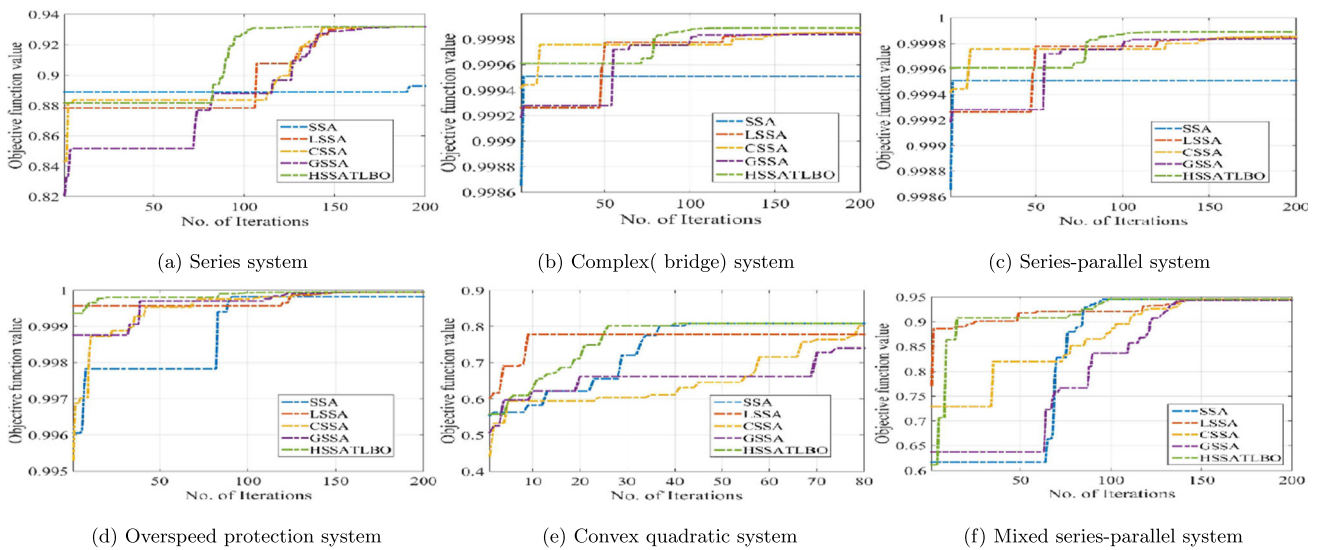 Objective function value
0.94
0.92
0.9
0.88
0.86
0.84
0.82
50
100
150
200
No. of Iterations
SSA
LSSA
CSSA
GSSA
HSSATLBO
(a) Series system
Objective function value
0.9998
0.9996
0.9994
0.9992
0.999
0.9988
0.9986
0
50
100
150
200
No. of Iterations
SSA
LSSA
CSSA
GSSA
HSSATLBO
(b) Complex( bridge) system
Objective function value
0.9998
0.9996
0.9994
0.9992
0.999
0.9988
0.9986
50
100
150
200
No. of Iterations
SSA
LSSA
CSSA
GSSA
HSSATLBO
(c) Series-parallel system
Objective function value
1
0.999
0.998
0.997
0.996
0.995
50
100
150
200
No. of Iterations
SSA
LSSA
CSSA
GSSA
HSSATLBO
(d) Overspeed protection system
Objective function value
0.9
0.8
0.7
0.6
0.5
0.4
10
20
30
40
50
60
70
80
No. of Iterations
SSA
LSSA
CSSA
GSSA
HSSATLBO
(e) Convex quadratic system
Objective function value
0.95
0.9
0.85
0.8
0.75
0.7
0.65
0.6
50
100
150
200
No. of Iterations
SSA
LSSA
CSSA
GSSA
HSSATLBO
(f) Mixed series-parallel system